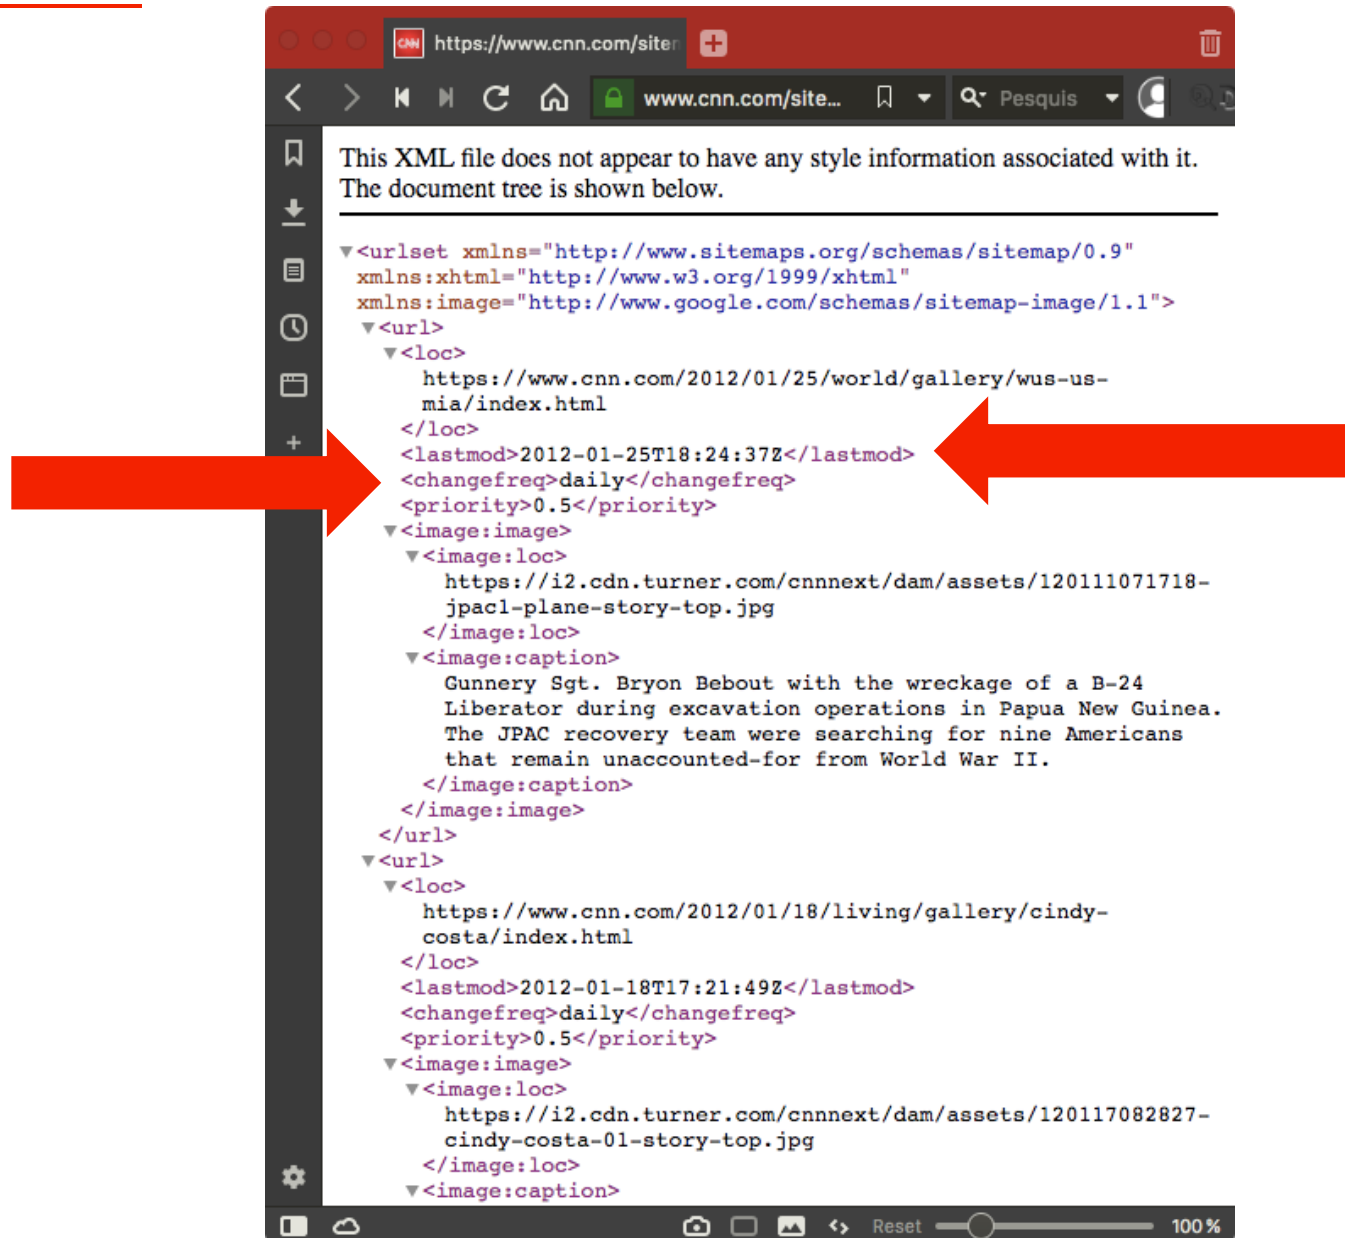 CNN https://www.cnn.com/siten
www.cnn.com/site... Pesquis
This XML file does not appear to have any style information associated with it.
The document tree is shown below.
▼<urlset xmlns="http://www.sitemaps.org/schemas/sitemap/0.9"
xmlns:xhtml="http://www.w3.org/1999/xhtml"
xmlns:image="http://www.google.com/schemas/sitemap-image/1.1">
▼<url>
▼<loc>
https://www.cnn.com/2012/01/25/world/gallery/wus-us-
mia/index.html
</loc>
<lastmod>2012-01-25T18:24:37Z</lastmod>
<changefreq>daily</changefreq>
<priority>0.5</priority>
▼<image:image>
▼<image:loc>
https://i2.cdn.turner.com/cnnnext/dam/assets/120111071718-
jpac1-plane-story-top.jpg
</image:loc>
▼<image:caption>
Gunnery Sgt. Bryon Bebout with the wreckage of a B-24
Liberator during excavation operations in Papua New Guinea.
The JPAC recovery team were searching for nine Americans
that remain unaccounted-for from World War II.
</image:caption>
</image:image>
</url>
▼<url>
▼<loc>
https://www.cnn.com/2012/01/18/living/gallery/cindy-
costa/index.html
</loc>
<lastmod>2012-01-18T17:21:49Z</lastmod>
<changefreq>daily</changefreq>
<priority>0.5</priority>
▼<image:image>
▼<image:loc>
https://i2.cdn.turner.com/cnnnext/dam/assets/120117082827-
cindy-costa-01-story-top.jpg
</image:loc>
▼<image:caption>
Reset 100 %